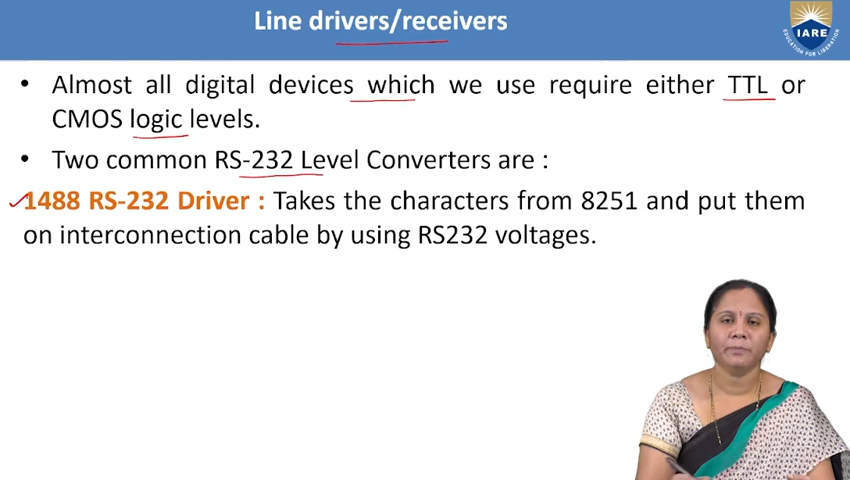 Line drivers/receivers
IARE
EDUCATION FOR LIBERATION
• Almost all digital devices which we use require either TTL or
CMOS logic levels.
• Two common RS-232 Level Converters are :
1488 RS-232 Driver : Takes the characters from 8251 and put them
on interconnection cable by using RS232 voltages.